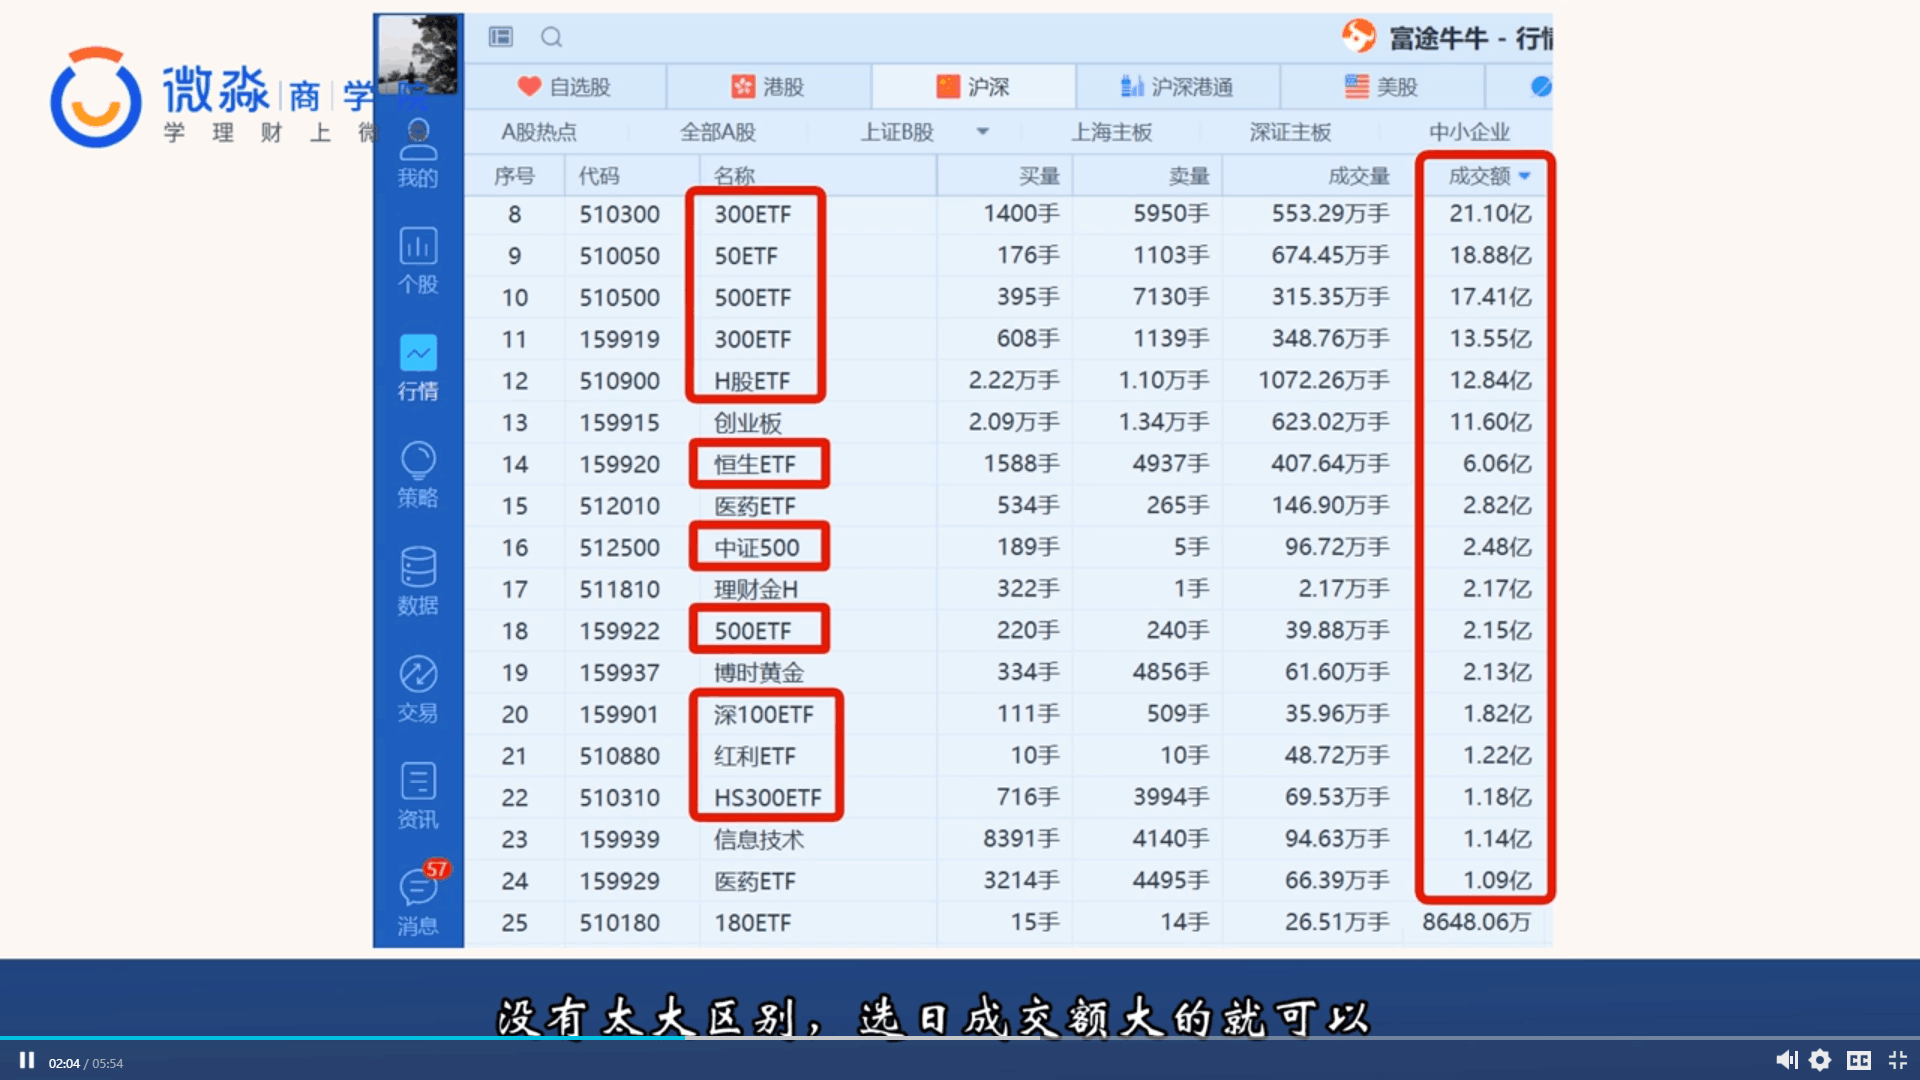 微淼 商 学 院
学 理 财 上 微
富途牛牛 - 行情
自选股 港股 沪深 沪深港通 美股
A股热点 全部A股 上证B股 上海主板 深证主板 中小企业
我的
个股
行情
策略
数据
交易
资讯
57
消息
序号 代码 名称 买量 卖量 成交量 成交额
8 510300 300ETF 1400手 5950手 553.29万手 21.10亿
9 510050 50ETF 176手 1103手 674.45万手 18.88亿
10 510500 500ETF 395手 7130手 315.35万手 17.41亿
11 159919 300ETF 608手 1139手 348.76万手 13.55亿
12 510900 H股ETF 2.22万手 1.10万手 1072.26万手 12.84亿
13 159915 创业板 2.09万手 1.34万手 623.02万手 11.60亿
14 159920 恒生ETF 1588手 4937手 407.64万手 6.06亿
15 512010 医药ETF 534手 265手 146.90万手 2.82亿
16 512500 中证500 189手 5手 96.72万手 2.48亿
17 511810 理财金H 322手 1手 2.17万手 2.17亿
18 159922 500ETF 220手 240手 39.88万手 2.15亿
19 159937 博时黄金 334手 4856手 61.60万手 2.13亿
20 159901 深100ETF 111手 509手 35.96万手 1.82亿
21 510880 红利ETF 10手 10手 48.72万手 1.22亿
22 510310 HS300ETF 716手 3994手 69.53万手 1.18亿
23 159939 信息技术 8391手 4140手 94.63万手 1.14亿
24 159929 医药ETF 3214手 4495手 66.39万手 1.09亿
25 510180 180ETF 15手 14手 26.51万手 8648.06万
没有太大区别，选日成交额大的就可以
02:04 / 05:54
CC